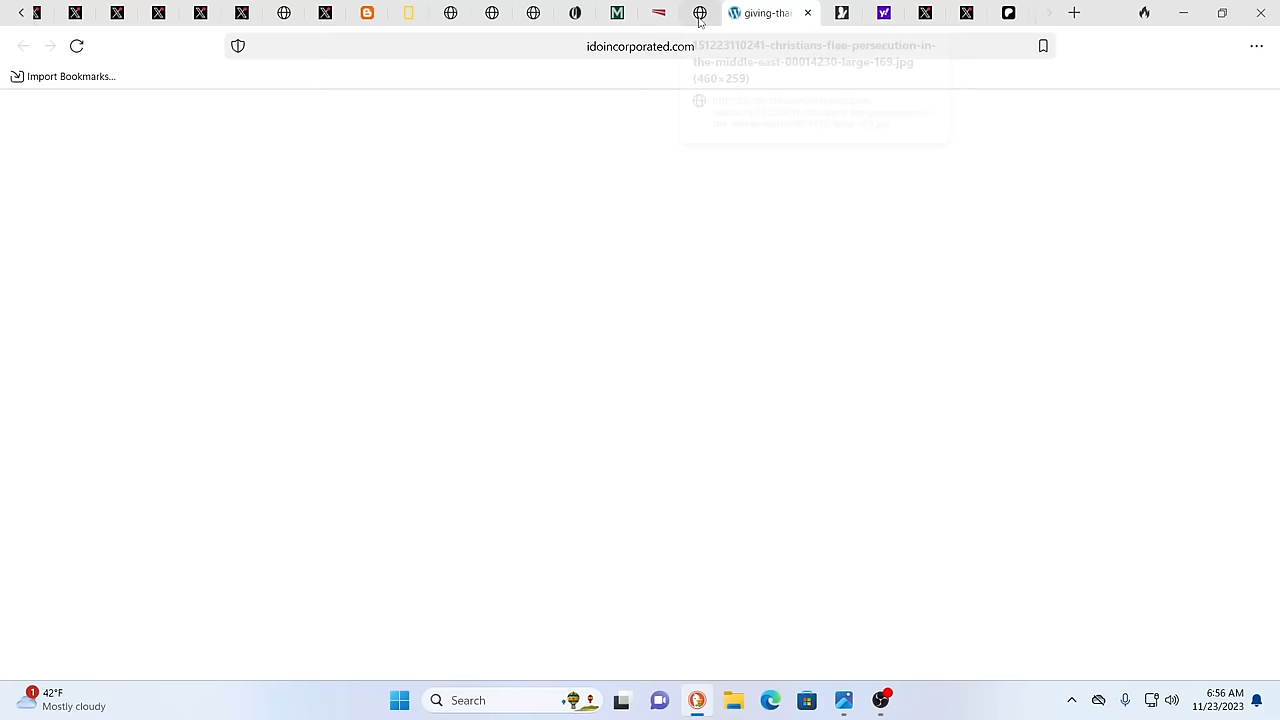 giving-tha
idoincorporated.com
151223110241-christians-flee-persecution-in-
the-middle-east-00014230-large-169.jpg
(460×259)
Import Bookmarks...
1
42°F
Mostly cloudy
Search
6:56 AM
11/23/2023